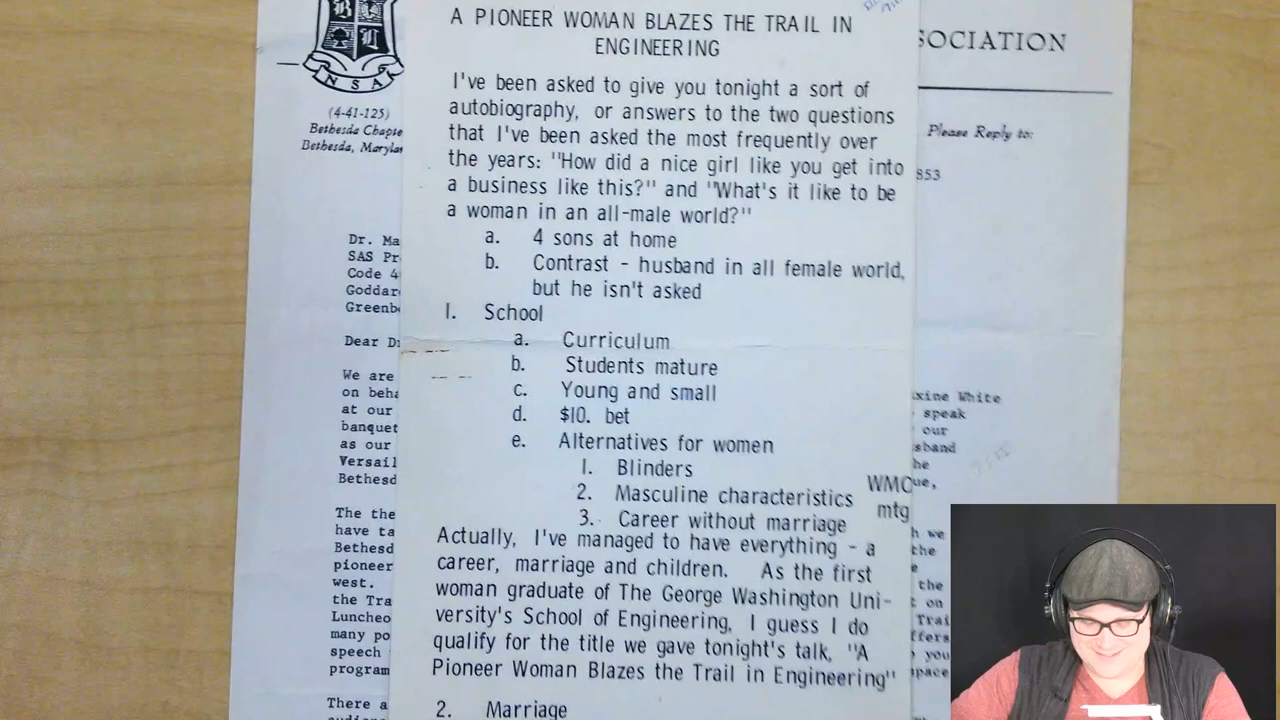 A PIONEER WOMAN BLAZES THE TRAIL IN
ENGINEERING
I've been asked to give you tonight a sort of
autobiography, or answers to the two questions
that I've been asked the most frequently over
the years: "How did a nice girl like you get into
a business like this?" and "What's it like to be
a woman in an all-male world?"
a. 4 sons at home
b. Contrast - husband in all female world,
but he isn't asked
1. School
a. Curriculum
b. Students mature
c. Young and small
d. $10. bet
e. Alternatives for women
1. Blinders
2. Masculine characteristics WMC
3. Career without marriage mtg
Actually, I've managed to have everything - a
career, marriage and children. As the first
woman graduate of The George Washington Uni-
versity's School of Engineering, I guess I do
qualify for the title we gave tonight's talk, "A
Pioneer Woman Blazes the Trail in Engineering"
2. Marriage
B
L
N S A
(4-41-125)
Bethesda Chapte
Bethesda, Marylan
Dr. Ma
SAS Pr
Code 4
Goddar
Greenb
Dear D
We are
on beha
at our
banquet
as our
Versail
Bethesd
The the
have ta
Bethesd
pioneer
west.
the Tra
Luncheo
many po
speech
program
There a
SOCIATION
Please Reply to:
853
xine White
speak
our
sband
he
ue,
h we
the
e
the
t on
Trai
ffers
you
space